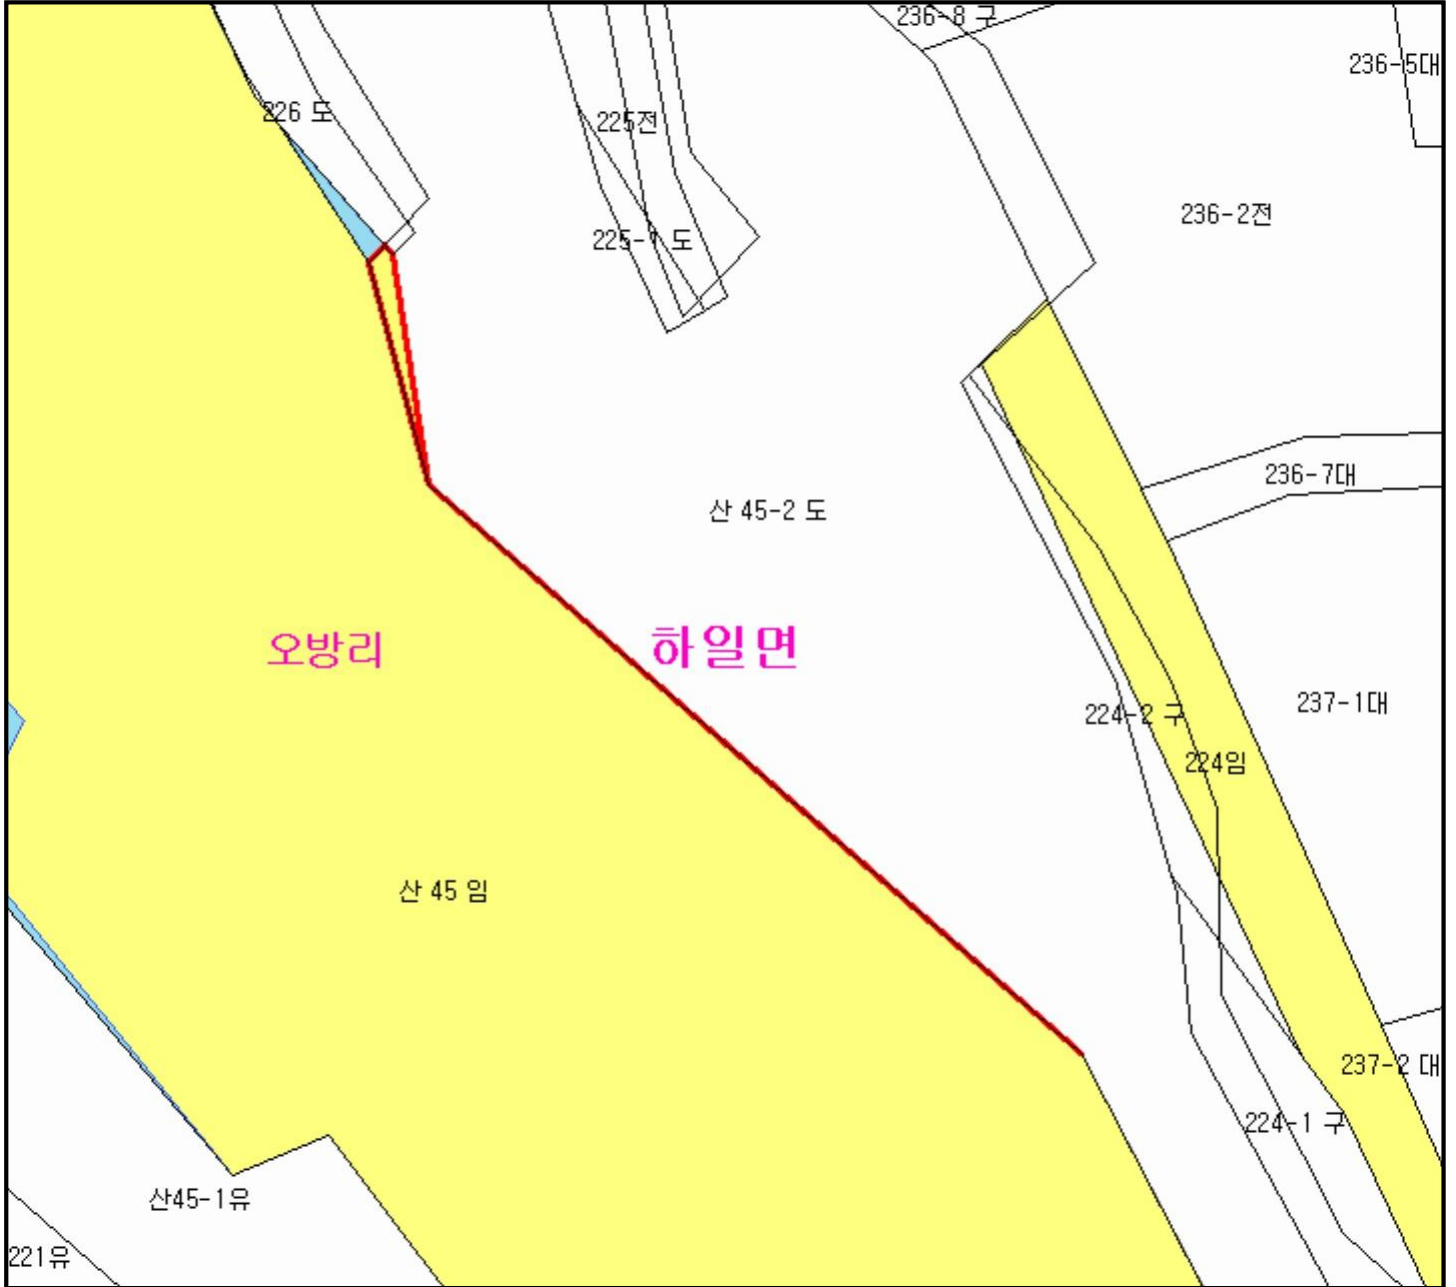 236-8 구
236-5대
226 도
225전
236-2전
225-1 도
236-7대
산 45-2 도
오방리
하일면
237-1대
224-2 구
224임
산 45 임
237-2 대
224-1 구
산45-1유
221유